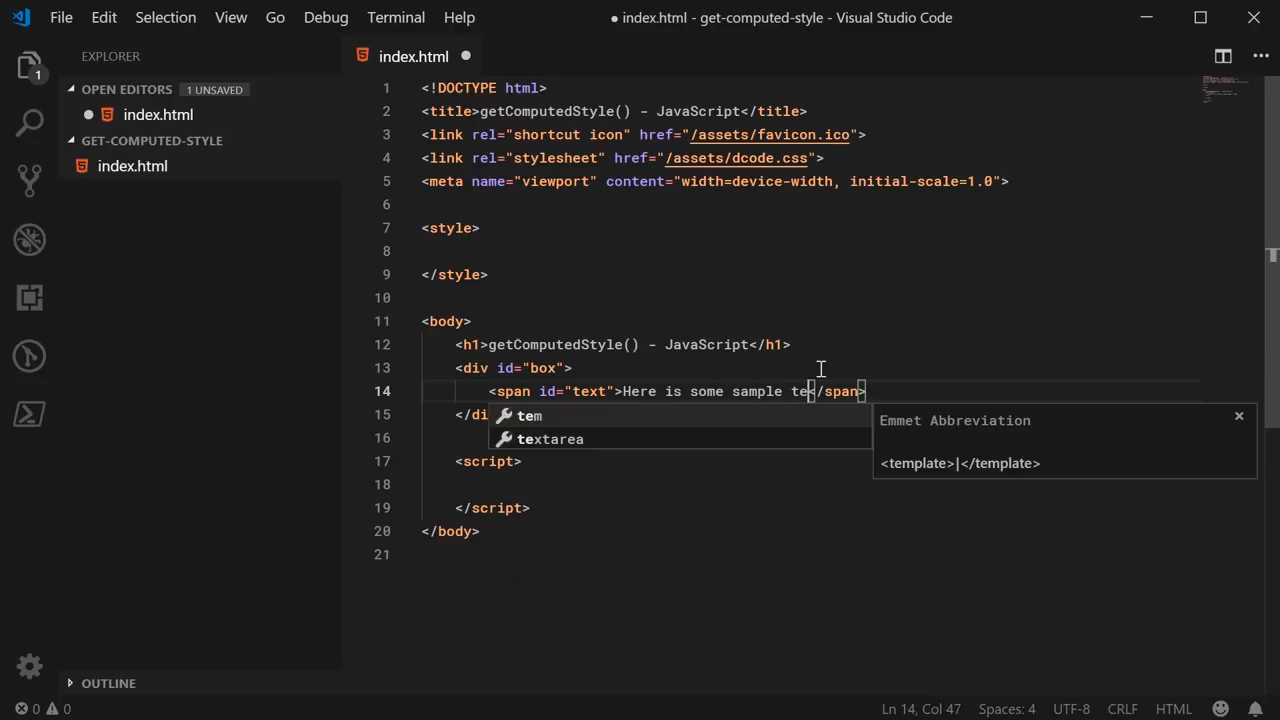 File Edit Selection View Go Debug Terminal Help ● index.html - get-computed-style - Visual Studio Code
EXPLORER
OPEN EDITORS 1 UNSAVED
● index.html
GET-COMPUTED-STYLE
index.html
OUTLINE
1
index.html ●
1 <!DOCTYPE html>
2 <title>getComputedStyle() - JavaScript</title>
3 <link rel="shortcut icon" href="/assets/favicon.ico">
4 <link rel="stylesheet" href="/assets/dcode.css">
5 <meta name="viewport" content="width=device-width, initial-scale=1.0">
6
7 <style>
8
9 </style>
10
11 <body>
12 <h1>getComputedStyle() - JavaScript</h1>
13 <div id="box">
14 <span id="text">Here is some sample te</span>
15 </di
16
17 <script>
18
19 </script>
20 </body>
21
tem
textarea
Emmet Abbreviation
<template>|</template>
0 0 Ln 14, Col 47 Spaces: 4 UTF-8 CRLF HTML